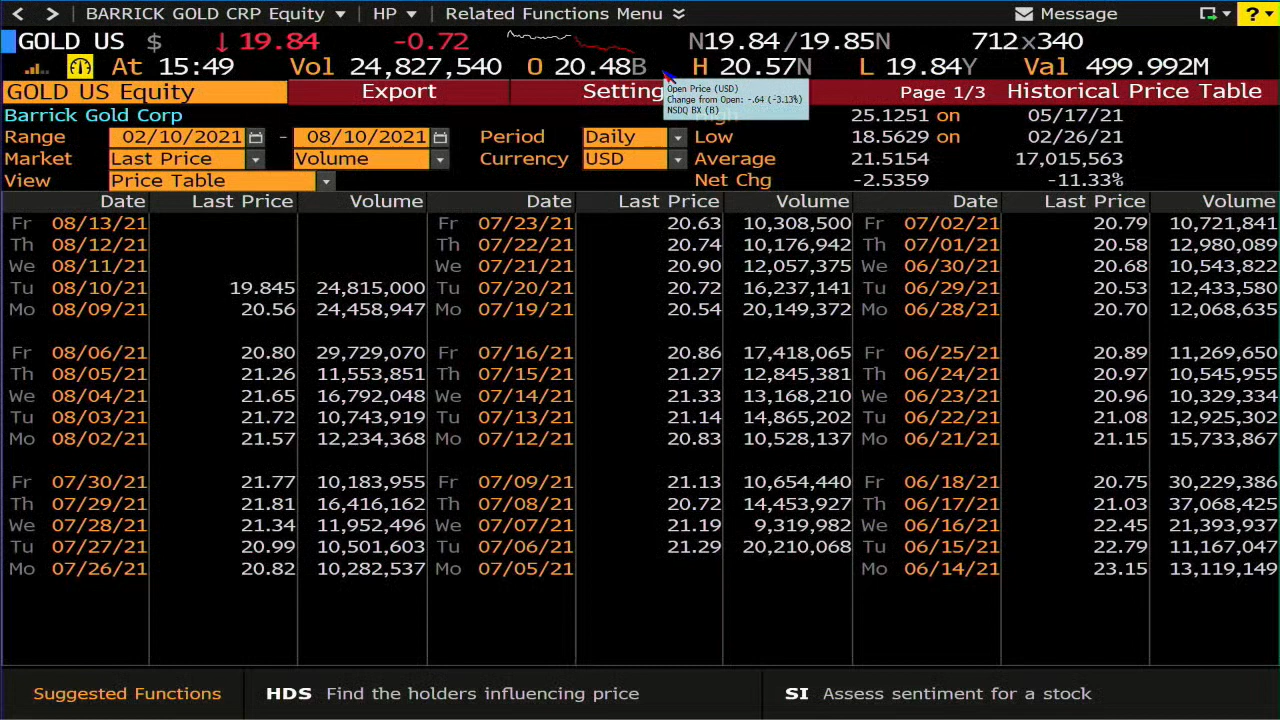 < > BARRICK GOLD CRP Equity HP Related Functions Menu Message ?
GOLD US $ ↓19.84 -0.72 N19.84/19.85N 712x340
At 15:49 Vol 24,827,540 O 20.48B H 20.57N L 19.84Y Val 499.992M
GOLD US Equity Export Setting Page 1/3 Historical Price Table
Open Price (USD)
Change from Open: -.64 (-3.13%)
NSDQ BX (B)
Barrick Gold Corp 25.1251 on 05/17/21
Range 02/10/2021 - 08/10/2021 Period Daily Low 18.5629 on 02/26/21
Market Last Price Volume Currency USD Average 21.5154 17,015,563
View Price Table Net Chg -2.5359 -11.33%
Date Last Price Volume Date Last Price Volume Date Last Price Volume
Fr 08/13/21 Fr 07/23/21 20.63 10,308,500 Fr 07/02/21 20.79 10,721,841
Th 08/12/21 Th 07/22/21 20.74 10,176,942 Th 07/01/21 20.58 12,980,089
We 08/11/21 We 07/21/21 20.90 12,057,375 We 06/30/21 20.68 10,543,822
Tu 08/10/21 19.845 24,815,000 Tu 07/20/21 20.72 16,237,141 Tu 06/29/21 20.53 12,433,580
Mo 08/09/21 20.56 24,458,947 Mo 07/19/21 20.54 20,149,372 Mo 06/28/21 20.70 12,068,635
Fr 08/06/21 20.80 29,729,070 Fr 07/16/21 20.86 17,418,065 Fr 06/25/21 20.89 11,269,650
Th 08/05/21 21.26 11,553,851 Th 07/15/21 21.27 12,845,381 Th 06/24/21 20.97 10,545,955
We 08/04/21 21.65 16,792,048 We 07/14/21 21.33 13,168,210 We 06/23/21 20.96 10,329,334
Tu 08/03/21 21.72 10,743,919 Tu 07/13/21 21.14 14,865,202 Tu 06/22/21 21.08 12,925,302
Mo 08/02/21 21.57 12,234,368 Mo 07/12/21 20.83 10,528,137 Mo 06/21/21 21.15 15,733,867
Fr 07/30/21 21.77 10,183,955 Fr 07/09/21 21.13 10,654,440 Fr 06/18/21 20.75 30,229,386
Th 07/29/21 21.81 16,416,162 Th 07/08/21 20.72 14,453,927 Th 06/17/21 21.03 37,068,425
We 07/28/21 21.34 11,952,496 We 07/07/21 21.19 9,319,982 We 06/16/21 22.45 21,393,937
Tu 07/27/21 20.99 10,501,603 Tu 07/06/21 21.29 20,210,068 Tu 06/15/21 22.79 11,167,047
Mo 07/26/21 20.82 10,282,537 Mo 07/05/21 Mo 06/14/21 23.15 13,119,149
Suggested Functions HDS Find the holders influencing price SI Assess sentiment for a stock